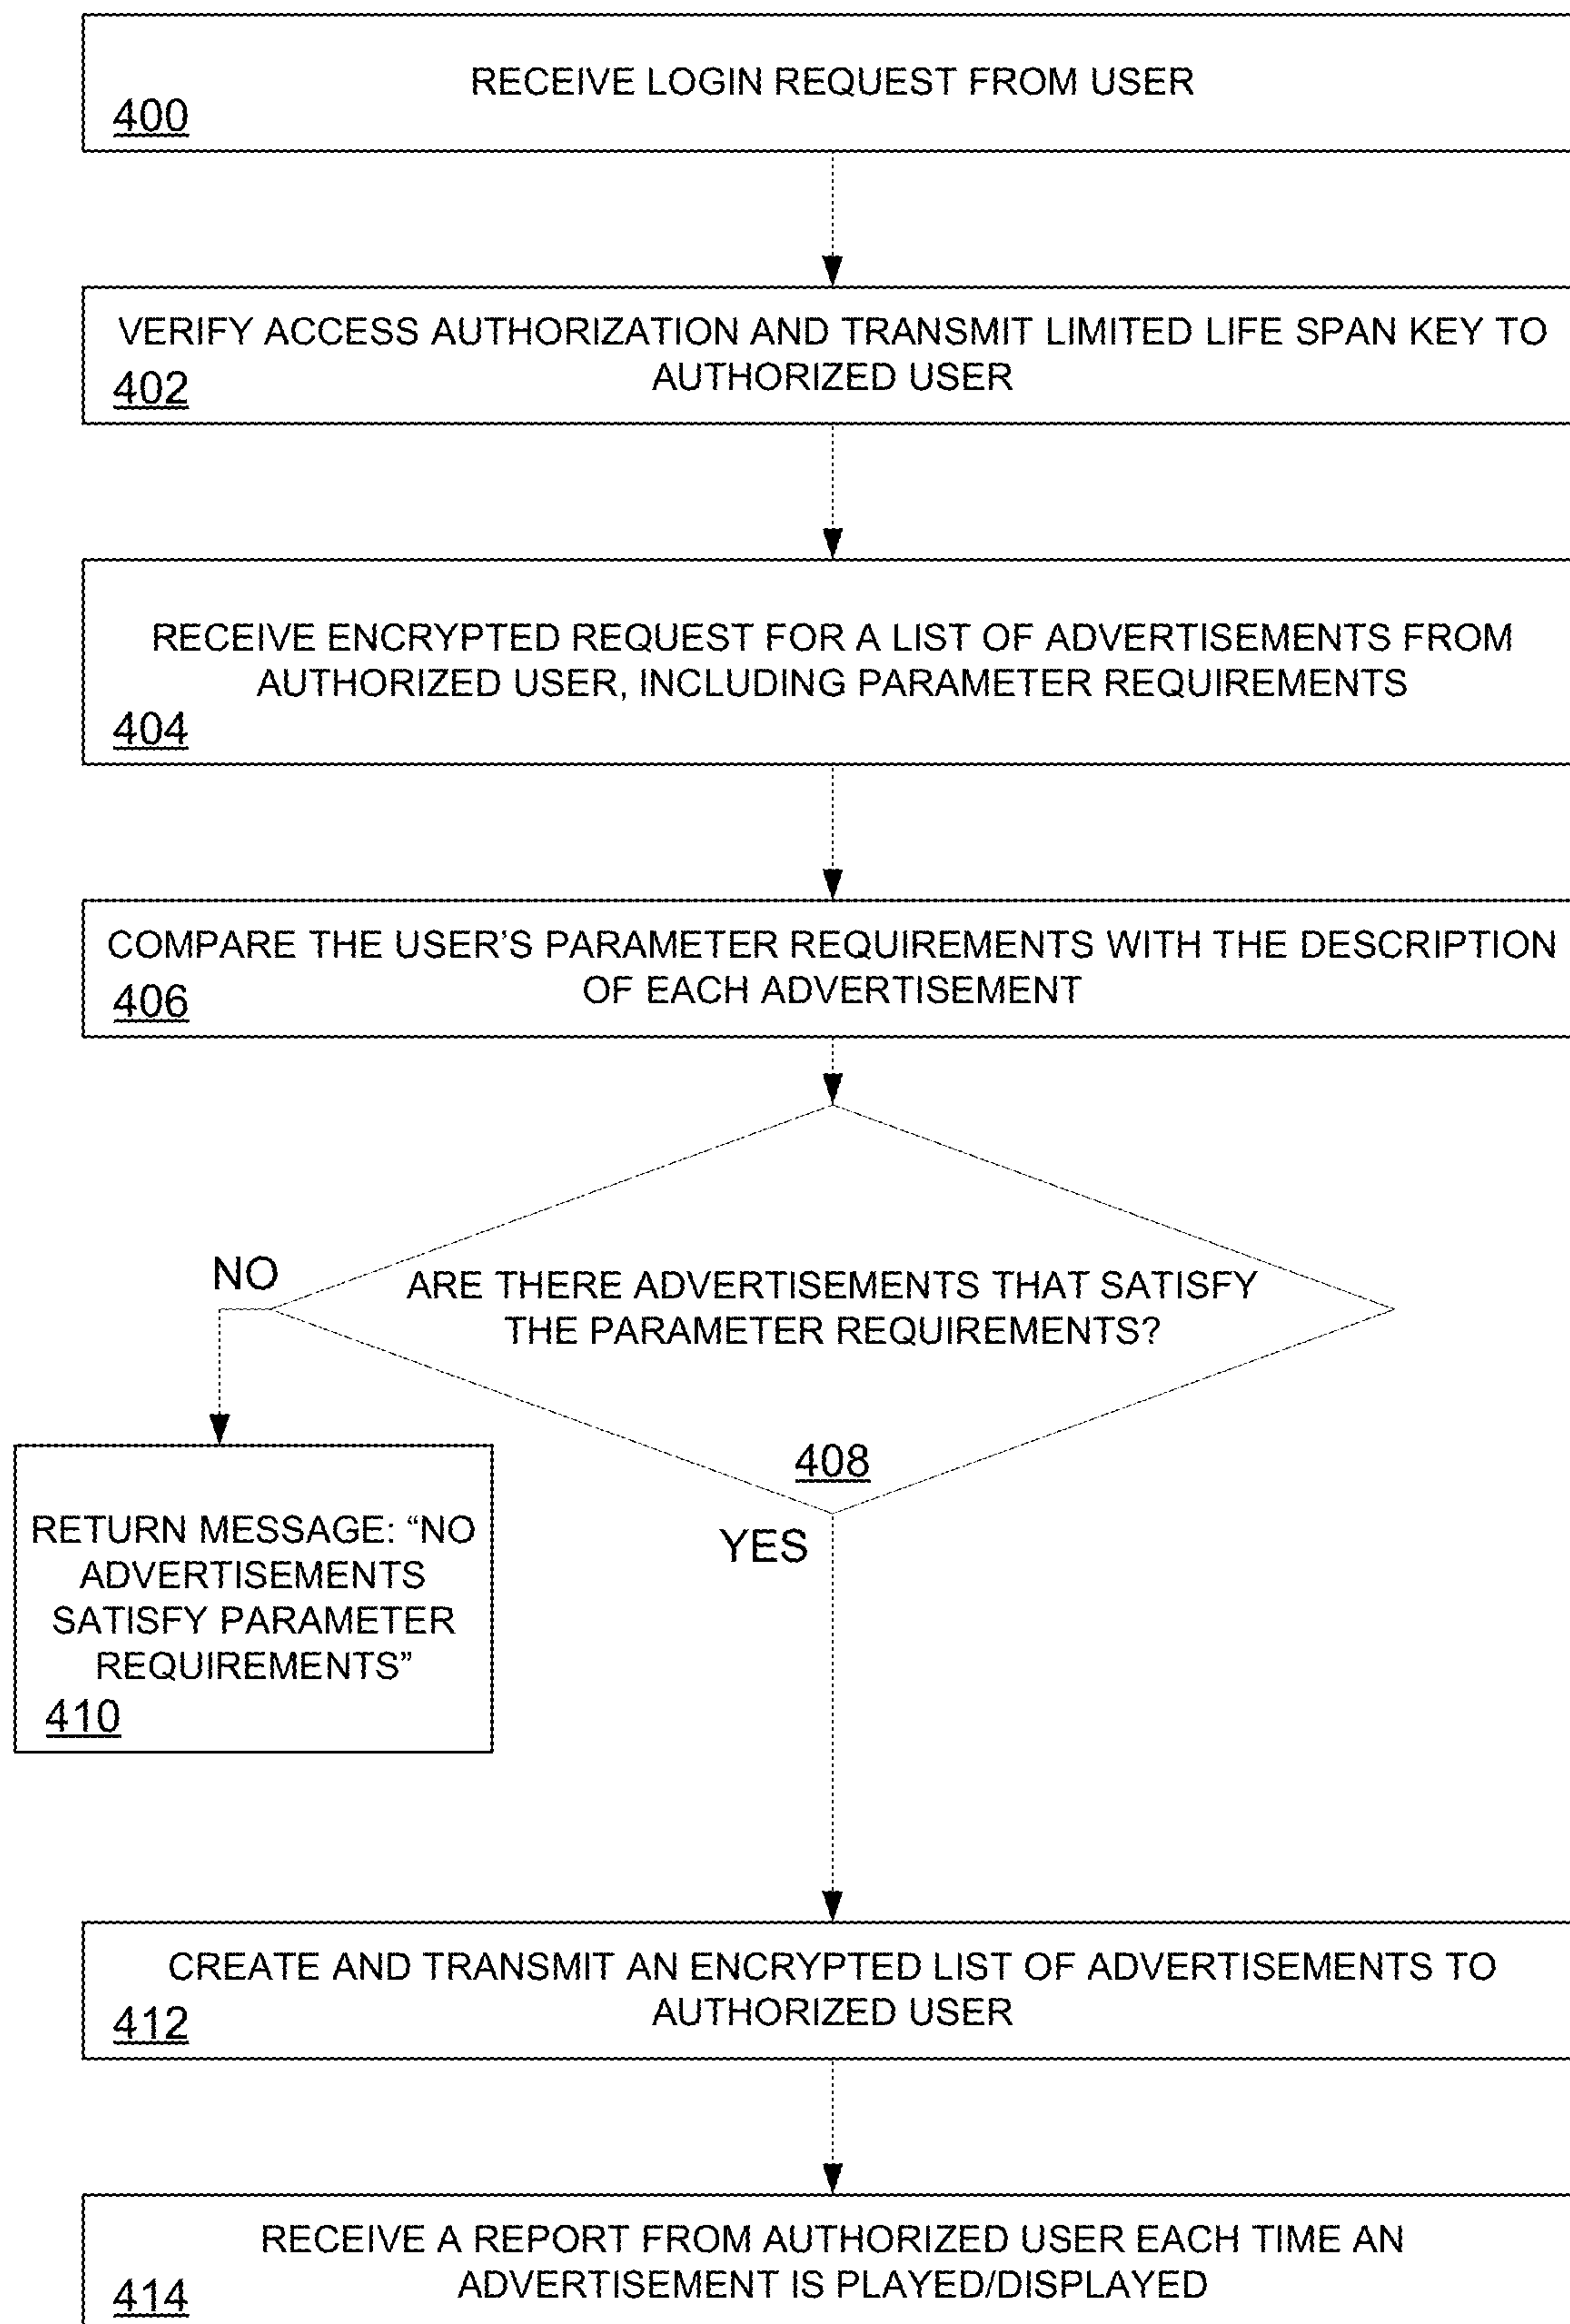 RECEIVE LOGIN REQUEST FROM USER
400
VERIFY ACCESS AUTHORIZATION AND TRANSMIT LIMITED LIFE SPAN KEY TO
AUTHORIZED USER
402
RECEIVE ENCRYPTED REQUEST FOR A LIST OF ADVERTISEMENTS FROM
AUTHORIZED USER, INCLUDING PARAMETER REQUIREMENTS
404
COMPARE THE USER’S PARAMETER REQUIREMENTS WITH THE DESCRIPTION
OF EACH ADVERTISEMENT
406
NO
ARE THERE ADVERTISEMENTS THAT SATISFY
THE PARAMETER REQUIREMENTS?
408
YES
RETURN MESSAGE: “NO
ADVERTISEMENTS
SATISFY PARAMETER
REQUIREMENTS”
410
CREATE AND TRANSMIT AN ENCRYPTED LIST OF ADVERTISEMENTS TO
AUTHORIZED USER
412
RECEIVE A REPORT FROM AUTHORIZED USER EACH TIME AN
ADVERTISEMENT IS PLAYED/DISPLAYED
414